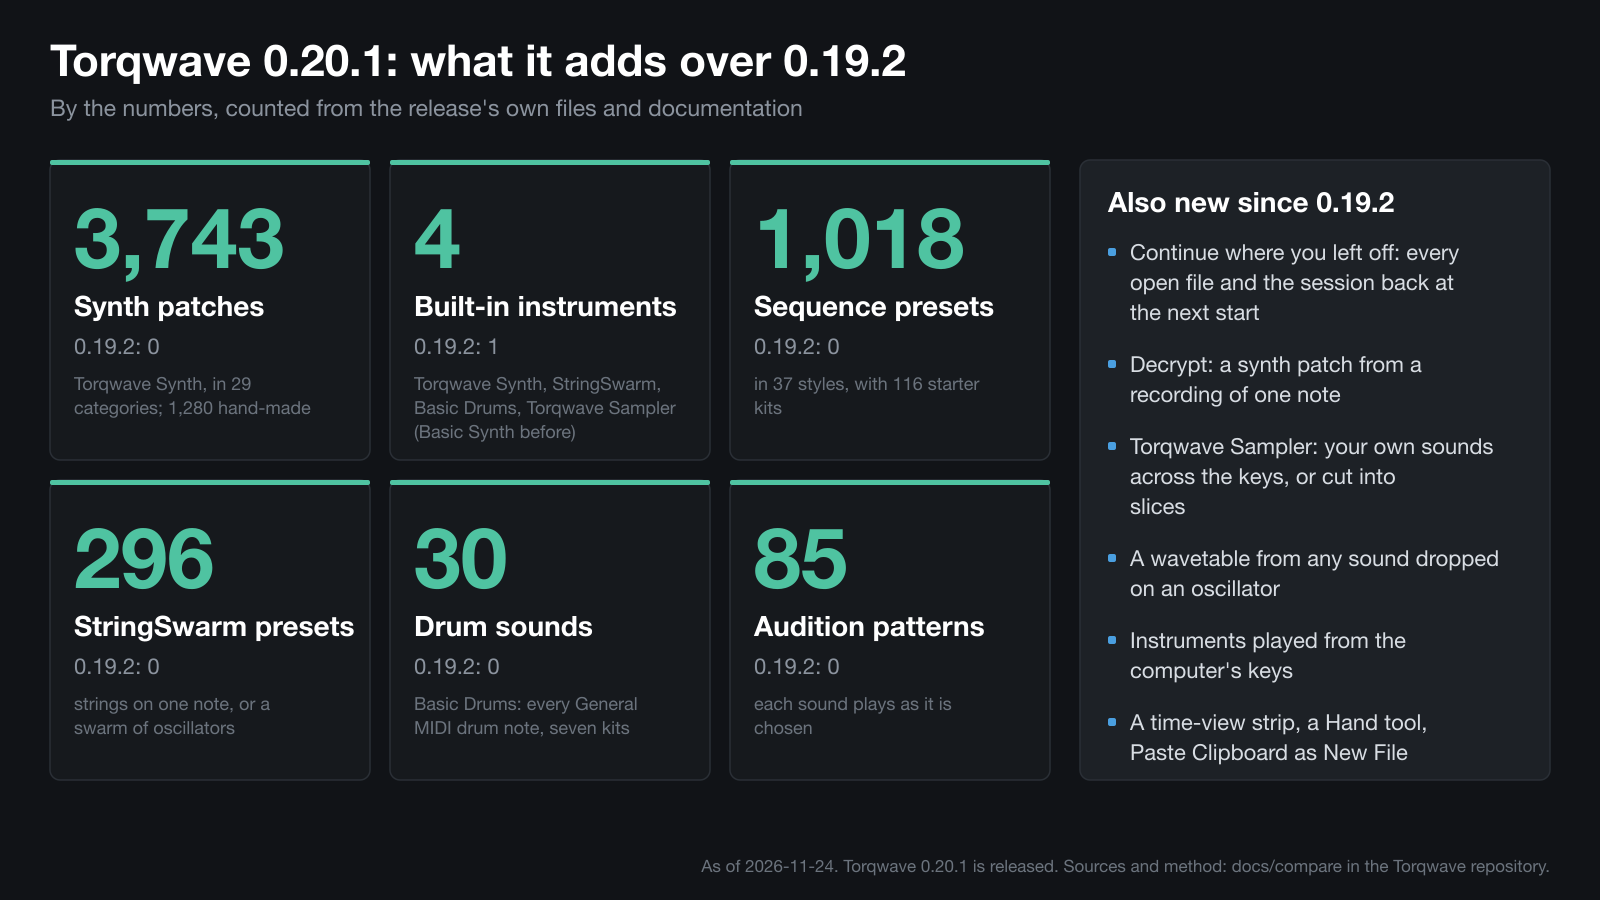 Torqwave 0.20.1: what it adds over 0.19.2
By the numbers, counted from the release's own files and documentation
3,743
Synth patches
0.19.2: 0
Torqwave Synth, in 29
categories; 1,280 hand-made
4
Built-in instruments
0.19.2: 1
Torqwave Synth, StringSwarm,
Basic Drums, Torqwave Sampler
(Basic Synth before)
1,018
Sequence presets
0.19.2: 0
in 37 styles, with 116 starter
kits
296
StringSwarm presets
0.19.2: 0
strings on one note, or a
swarm of oscillators
30
Drum sounds
0.19.2: 0
Basic Drums: every General
MIDI drum note, seven kits
85
Audition patterns
0.19.2: 0
each sound plays as it is
chosen
Also new since 0.19.2
Continue where you left off: every
open file and the session back at
the next start
Decrypt: a synth patch from a
recording of one note
Torqwave Sampler: your own sounds
across the keys, or cut into
slices
A wavetable from any sound dropped
on an oscillator
Instruments played from the
computer's keys
A time-view strip, a Hand tool,
Paste Clipboard as New File
As of 2026-11-24. Torqwave 0.20.1 is released. Sources and method: docs/compare in the Torqwave repository.